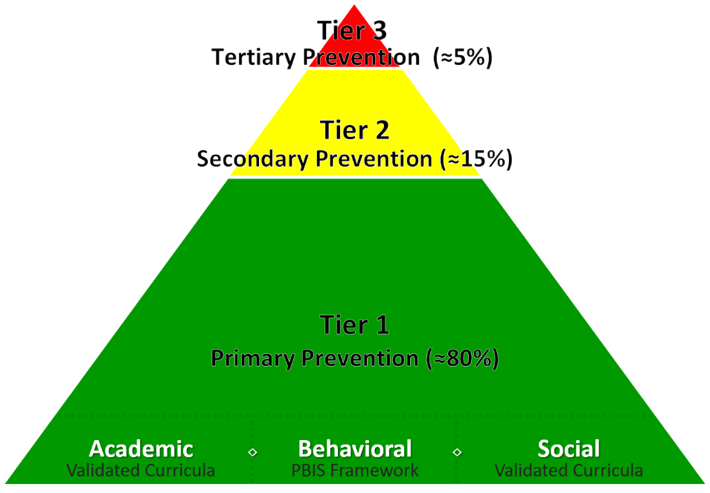 Tier 3
Tertiary Prevention (≈5%)
Tier 2
Secondary Prevention (≈15%)
Tier 1
Primary Prevention (≈80%)
Academic ◇ Behavioral ◇ Social
Validated Curricula PBIS Framework Validated Curricula